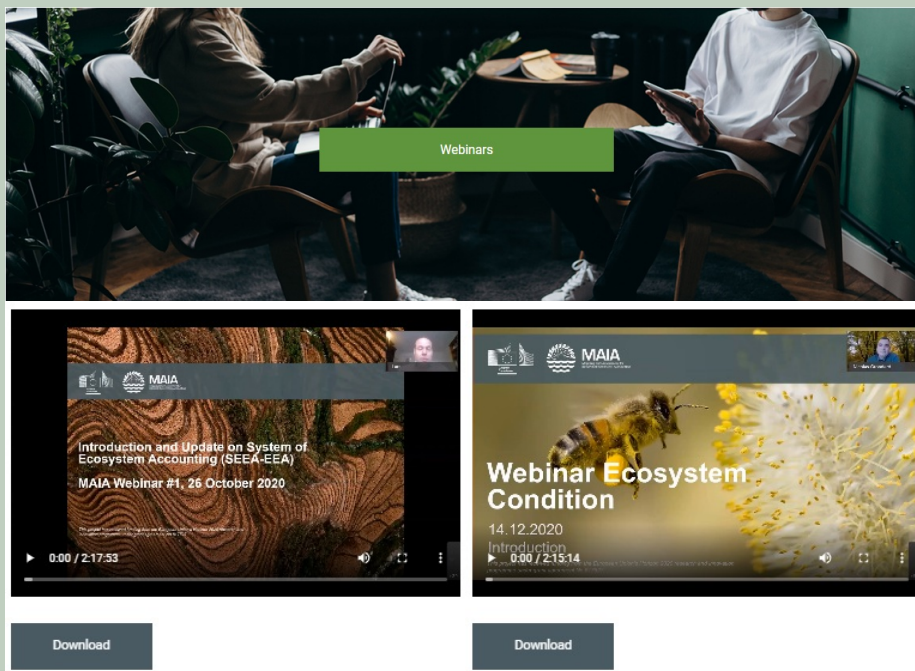 Webinars
MAIA
Introduction and Update on System of
Ecosystem Accounting (SEEA-EEA)
MAIA Webinar #1, 26 October 2020
0:00 / 2:17:53
Download
MAIA
Webinar Ecosystem
Condition
14.12.2020
Introduction
0:00 / 2:15:14
Download